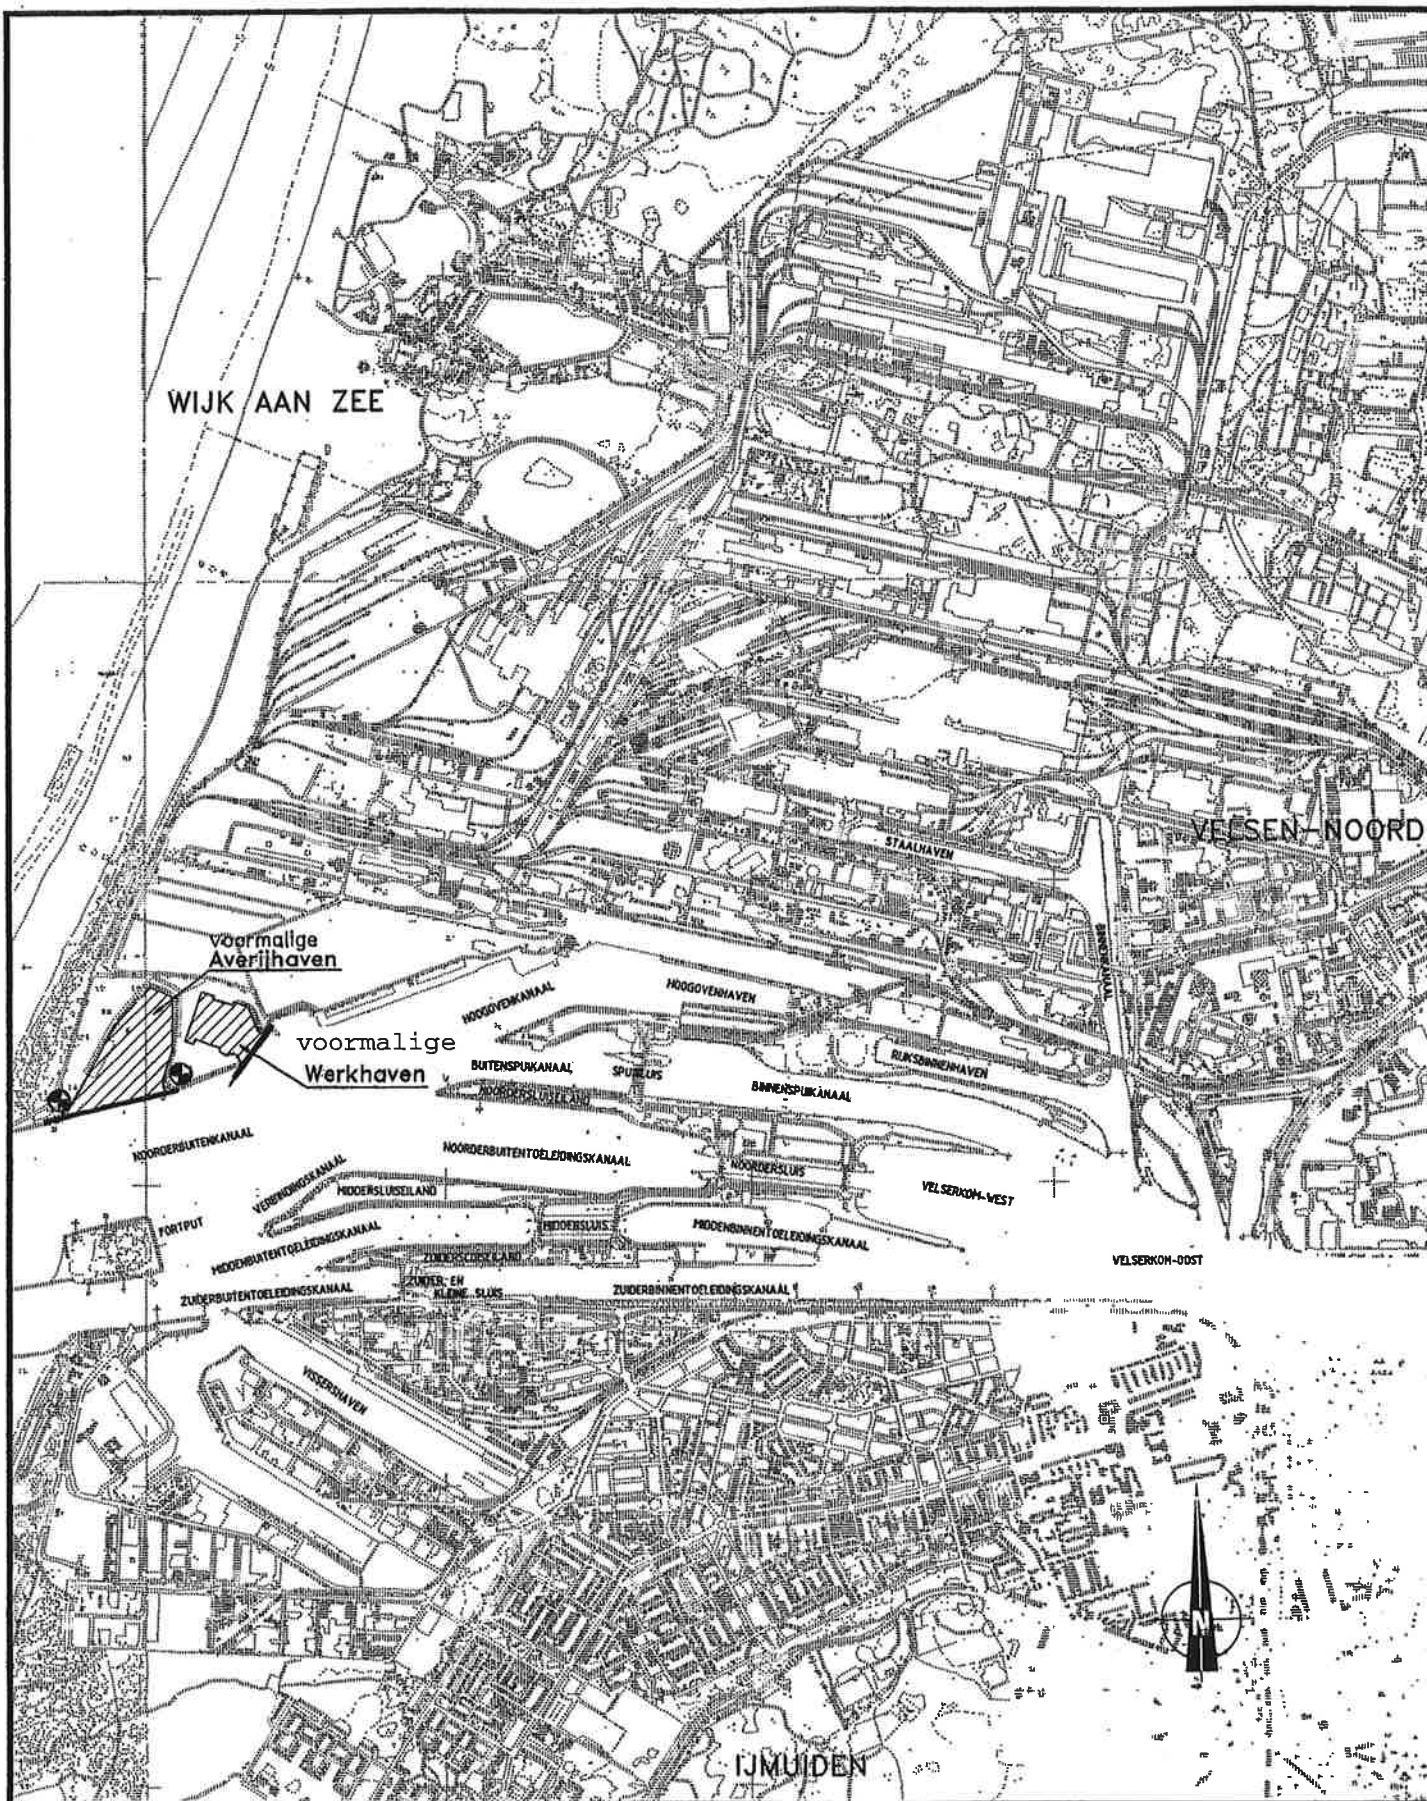 WIJK AAN ZEE
VELSEN-NOORD
STAALHAVEN
voormalige
Averijhaven
HOOGOVENKANAAL
HOOGOVENHAVEN
voormalige
Werkhaven
BUITENSPUIKANAAL
SPUISLUIS
RIJKSBINNENHAVEN
NOORDERSLUISEILAND
BINNENSPUIKANAAL
NOORDERBUITENKANAAL
NOORDERBUITENTOELEIDINGSKANAAL
NOORDERSLUIS
VERBINDINGSKANAAL
MIDDERSLUISEILAND
VELSERKOM-WEST
FORTPUT
MIDDENBUITENTOELEIDINGSKANAAL
MIDDENSLUIS
MIDDENBINNENTOELEIDINGSKANAAL
ZUIDERSLUISEILAND
VELSERKOM-OOST
ZUIDERBUITENTOELEIDINGSKANAAL
ZUIDER- EN
KLEINE SLUIS
ZUIDERBINNENTOELEIDINGSKANAAL
VISSERSHAVEN
N
IJMUIDEN